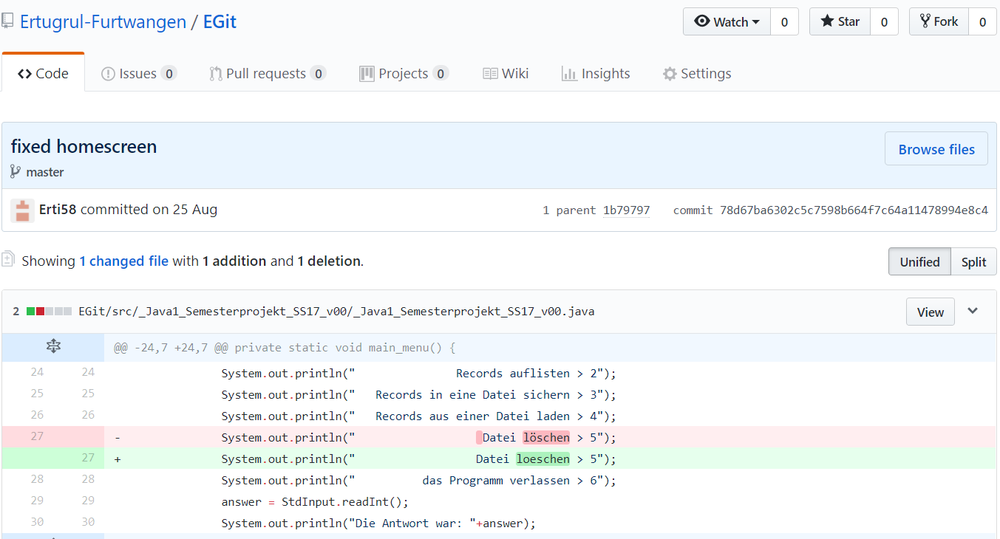 Ertugrul-Furtwangen / EGit Watch 0 Star 0 Fork 0
Code Issues 0 Pull requests 0 Projects 0 Wiki Insights Settings
fixed homescreen Browse files
master
Erti58 committed on 25 Aug 1 parent 1b79797 commit 78d67ba6302c5c7598b664f7c64a11478994e8c4
Showing 1 changed file with 1 addition and 1 deletion. Unified Split
2 EGit/src/_Java1_Semesterprojekt_SS17_v00/_Java1_Semesterprojekt_SS17_v00.java View
@@ -24,7 +24,7 @@ private static void main_menu() {
24 24 System.out.println("               Records auflisten > 2");
25 25 System.out.println("   Records in eine Datei sichern > 3");
26 26 System.out.println("   Records aus einer Datei laden > 4");
27 - System.out.println("                   Datei löschen > 5");
27 + System.out.println("                  Datei loeschen > 5");
28 28 System.out.println("          das Programm verlassen > 6");
29 29 answer = StdInput.readInt();
30 30 System.out.println("Die Antwort war: "+answer);